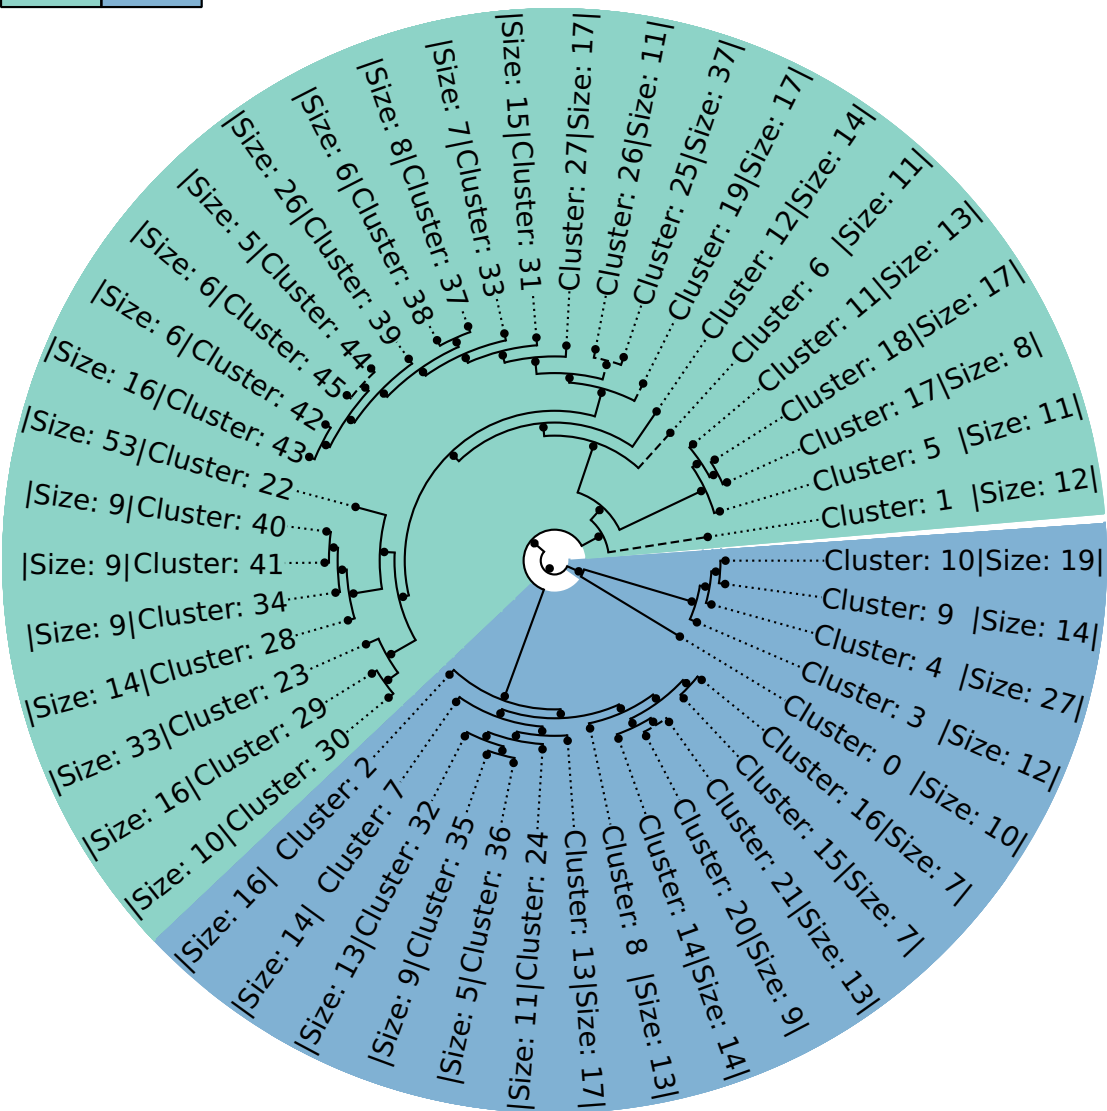 Cluster: 10|Size: 19|
Cluster: 9 |Size: 14|
Cluster: 4 |Size: 27|
Cluster: 3 |Size: 12|
Cluster: 0 |Size: 10|
Cluster: 16|Size: 7|
Cluster: 15|Size: 7|
Cluster: 21|Size: 13|
Cluster: 20|Size: 9|
Cluster: 14|Size: 14|
Cluster: 8 |Size: 13|
Cluster: 13|Size: 17|
|Size: 11|Cluster: 24
|Size: 5|Cluster: 36
|Size: 9|Cluster: 35
|Size: 13|Cluster: 32
|Size: 14| Cluster: 7
|Size: 16| Cluster: 2
|Size: 10|Cluster: 30
|Size: 16|Cluster: 29
|Size: 33|Cluster: 23
|Size: 14|Cluster: 28
|Size: 9|Cluster: 34
|Size: 9|Cluster: 41
|Size: 9|Cluster: 40
|Size: 53|Cluster: 22
|Size: 16|Cluster: 43
|Size: 6|Cluster: 42
|Size: 6|Cluster: 45
|Size: 5|Cluster: 44
|Size: 26|Cluster: 39
|Size: 6|Cluster: 38
|Size: 8|Cluster: 37
|Size: 7|Cluster: 33
|Size: 15|Cluster: 31
Cluster: 27|Size: 17|
Cluster: 26|Size: 11|
Cluster: 25|Size: 37|
Cluster: 19|Size: 17|
Cluster: 12|Size: 14|
Cluster: 6 |Size: 11|
Cluster: 11|Size: 13|
Cluster: 18|Size: 17|
Cluster: 17|Size: 8|
Cluster: 5 |Size: 11|
Cluster: 1 |Size: 12|